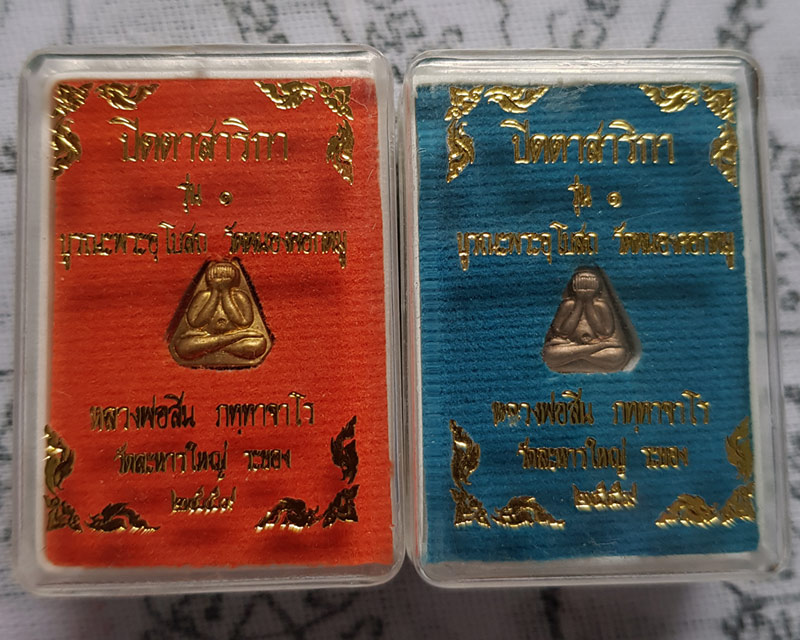 ปิดตาสาริกา
รุ่น ๑
บูรณะพระอุโบสถ วัดหนองคอกหมู
หลวงพ่อสิน ภทฺทาจาโร
วัดละหารใหญ่ ระยอง
๒๕๕๙
ปิดตาสาริกา
รุ่น ๑
บูรณะพระอุโบสถ วัดหนองคอกหมู
หลวงพ่อสิน ภทฺทาจาโร
วัดละหารใหญ่ ระยอง
๒๕๕๙